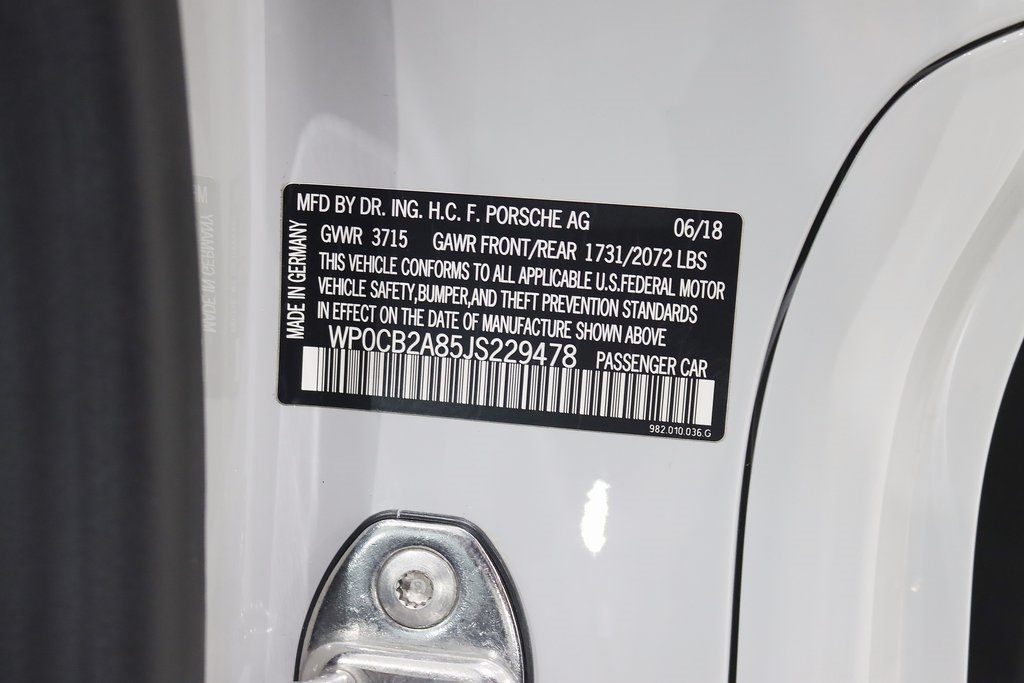 MFD BY DR. ING. H.C. F. PORSCHE AG 06/18
GVWR 3715 GAWR FRONT/REAR 1731/2072 LBS
THIS VEHICLE CONFORMS TO ALL APPLICABLE U.S.FEDERAL MOTOR
VEHICLE SAFETY,BUMPER,AND THEFT PREVENTION STANDARDS
IN EFFECT ON THE DATE OF MANUFACTURE SHOWN ABOVE
WP0CB2A85JS229478 PASSENGER CAR
982.010.036.G
MADE IN GERMANY